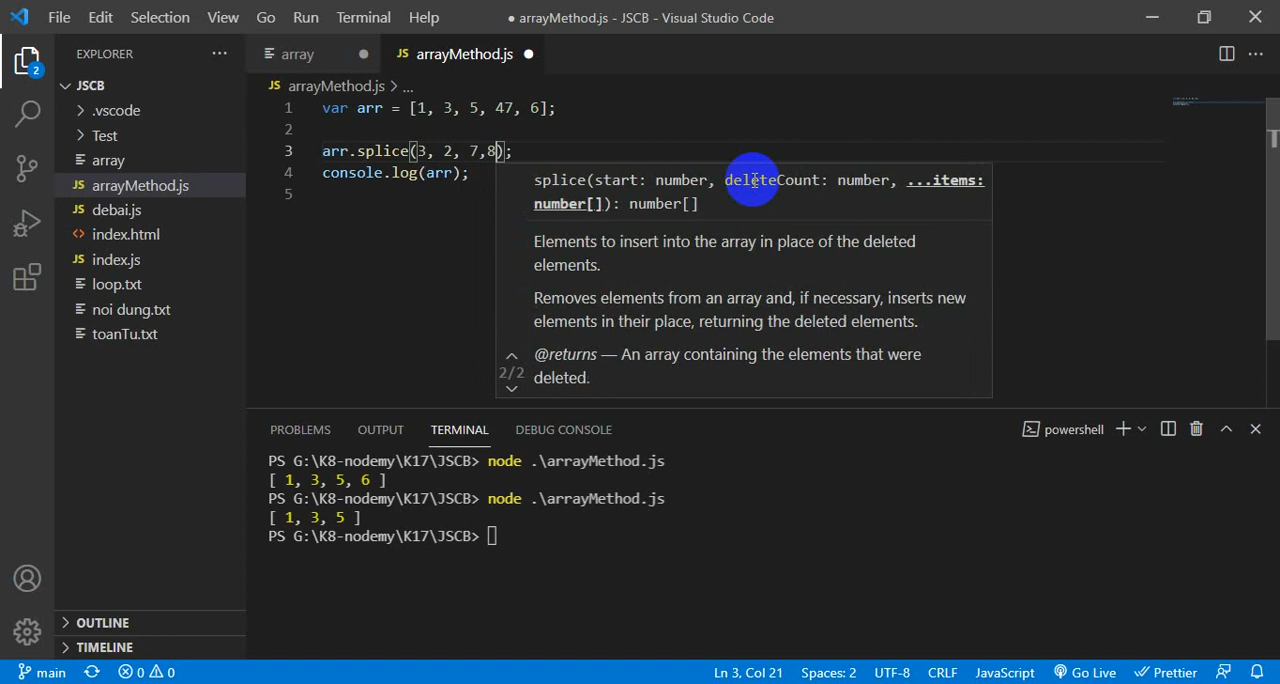 File Edit Selection View Go Run Terminal Help ● arrayMethod.js - JSCB - Visual Studio Code
EXPLORER ···
array
JS arrayMethod.js
JSCB
JS arrayMethod.js > ...
.vscode
Test
array
JS arrayMethod.js
JS debai.js
<> index.html
JS index.js
loop.txt
noi dung.txt
toanTu.txt
OUTLINE
TIMELINE
2
1 var arr = [1, 3, 5, 47, 6];
2
3 arr.splice(3, 2, 7,8);
4 console.log(arr);
5
splice(start: number, deleteCount: number, ...items:
number[]): number[]
Elements to insert into the array in place of the deleted
elements.
Removes elements from an array and, if necessary, inserts new
elements in their place, returning the deleted elements.
@returns — An array containing the elements that were
deleted.
2/2
PROBLEMS OUTPUT TERMINAL DEBUG CONSOLE
powershell
PS G:\K8-nodemy\K17\JSCB> node .\arrayMethod.js
[ 1, 3, 5, 6 ]
PS G:\K8-nodemy\K17\JSCB> node .\arrayMethod.js
[ 1, 3, 5 ]
PS G:\K8-nodemy\K17\JSCB>
main 0 0 Ln 3, Col 21 Spaces: 2 UTF-8 CRLF JavaScript Go Live Prettier